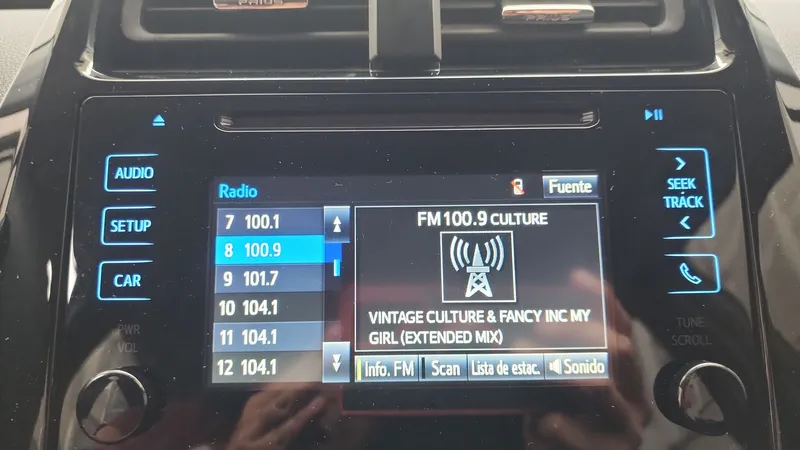 PRIUS
PRIUS
AUDIO
SETUP
CAR
PWR
VOL
Radio
Fuente
7 100.1
8 100.9
9 101.7
10 104.1
11 104.1
12 104.1
FM 100.9 CULTURE
VINTAGE CULTURE & FANCY INC MY
GIRL (EXTENDED MIX)
Info. FM
Scan
Lista de estac.
Sonido
SEEK
TRACK
TUNE
SCROLL